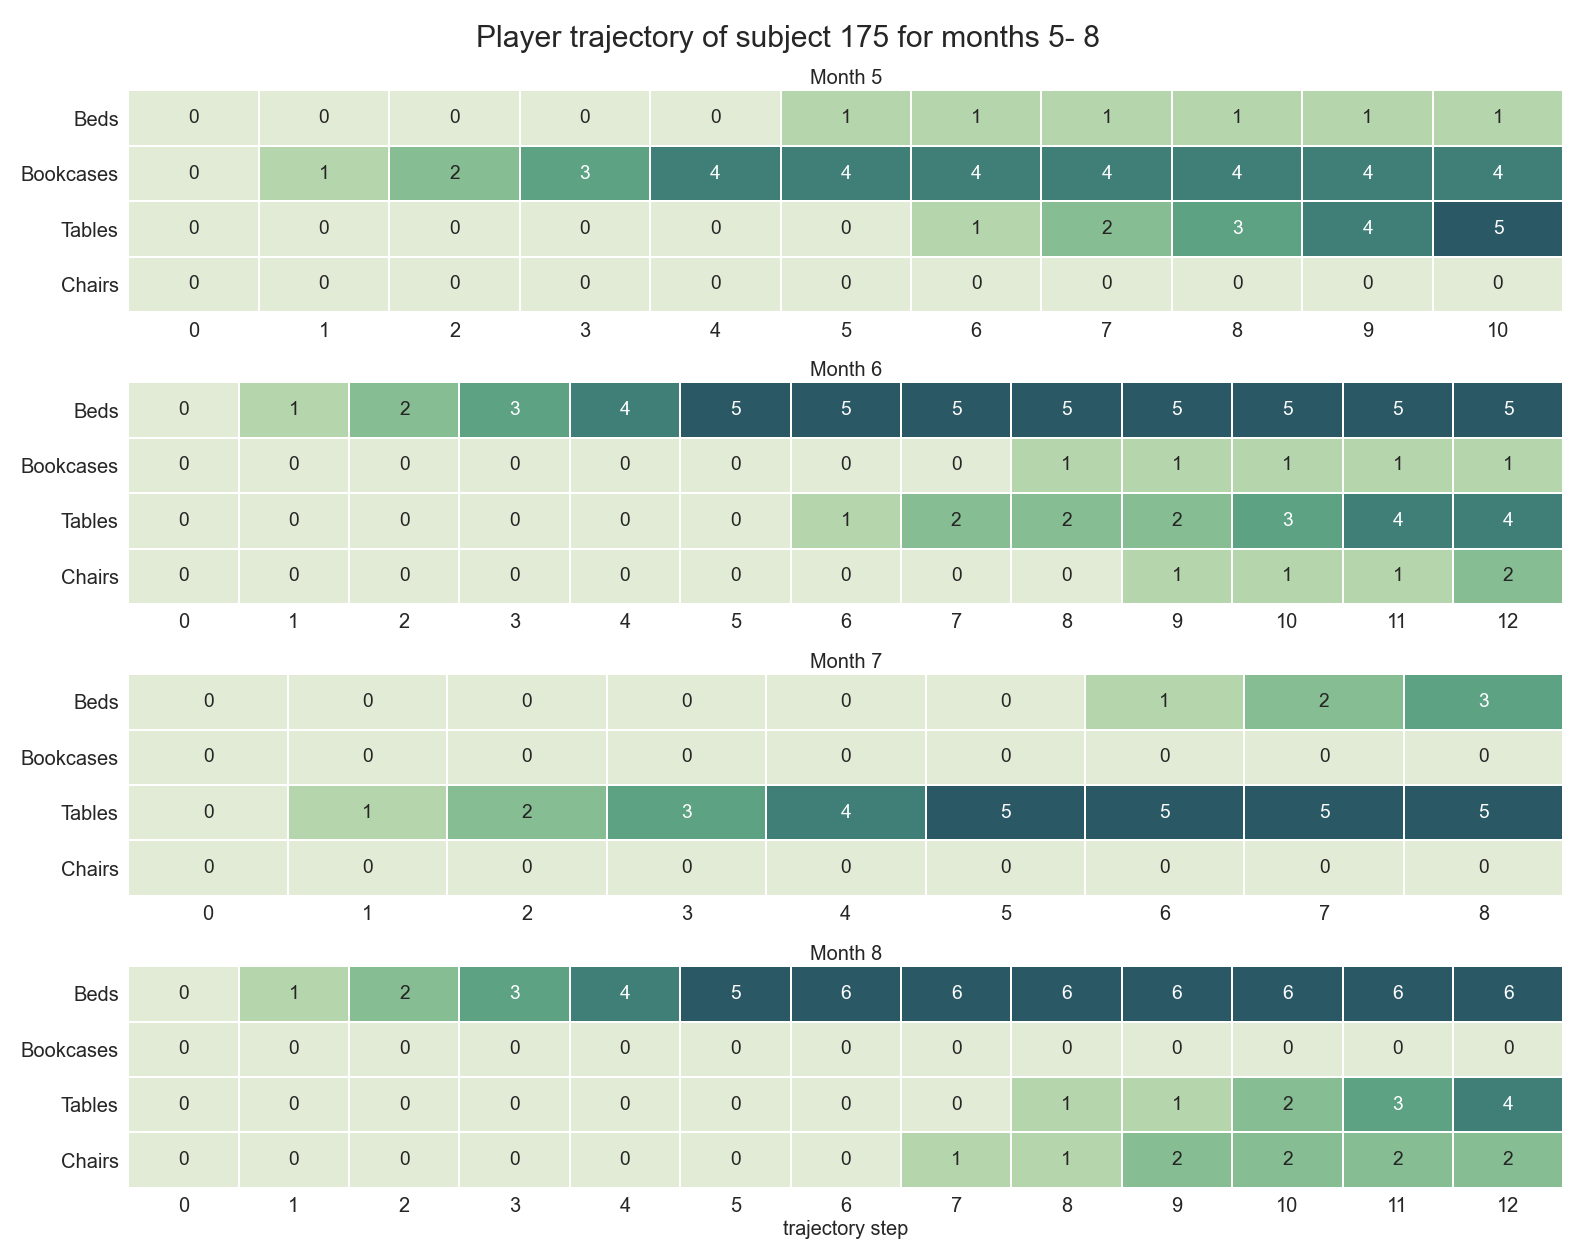 Player trajectory of subject 175 for months 5- 8
Month 5
Beds 0 0 0 0 0 1 1 1 1 1 1
Bookcases 0 1 2 3 4 4 4 4 4 4 4
Tables 0 0 0 0 0 0 1 2 3 4 5
Chairs 0 0 0 0 0 0 0 0 0 0 0
0 1 2 3 4 5 6 7 8 9 10
Month 6
Beds 0 1 2 3 4 5 5 5 5 5 5 5 5
Bookcases 0 0 0 0 0 0 0 0 1 1 1 1 1
Tables 0 0 0 0 0 0 1 2 2 2 3 4 4
Chairs 0 0 0 0 0 0 0 0 0 1 1 1 2
0 1 2 3 4 5 6 7 8 9 10 11 12
Month 7
Beds 0 0 0 0 0 0 1 2 3
Bookcases 0 0 0 0 0 0 0 0 0
Tables 0 1 2 3 4 5 5 5 5
Chairs 0 0 0 0 0 0 0 0 0
0 1 2 3 4 5 6 7 8
Month 8
Beds 0 1 2 3 4 5 6 6 6 6 6 6 6
Bookcases 0 0 0 0 0 0 0 0 0 0 0 0 0
Tables 0 0 0 0 0 0 0 0 1 1 2 3 4
Chairs 0 0 0 0 0 0 0 1 1 2 2 2 2
0 1 2 3 4 5 6 7 8 9 10 11 12
trajectory step